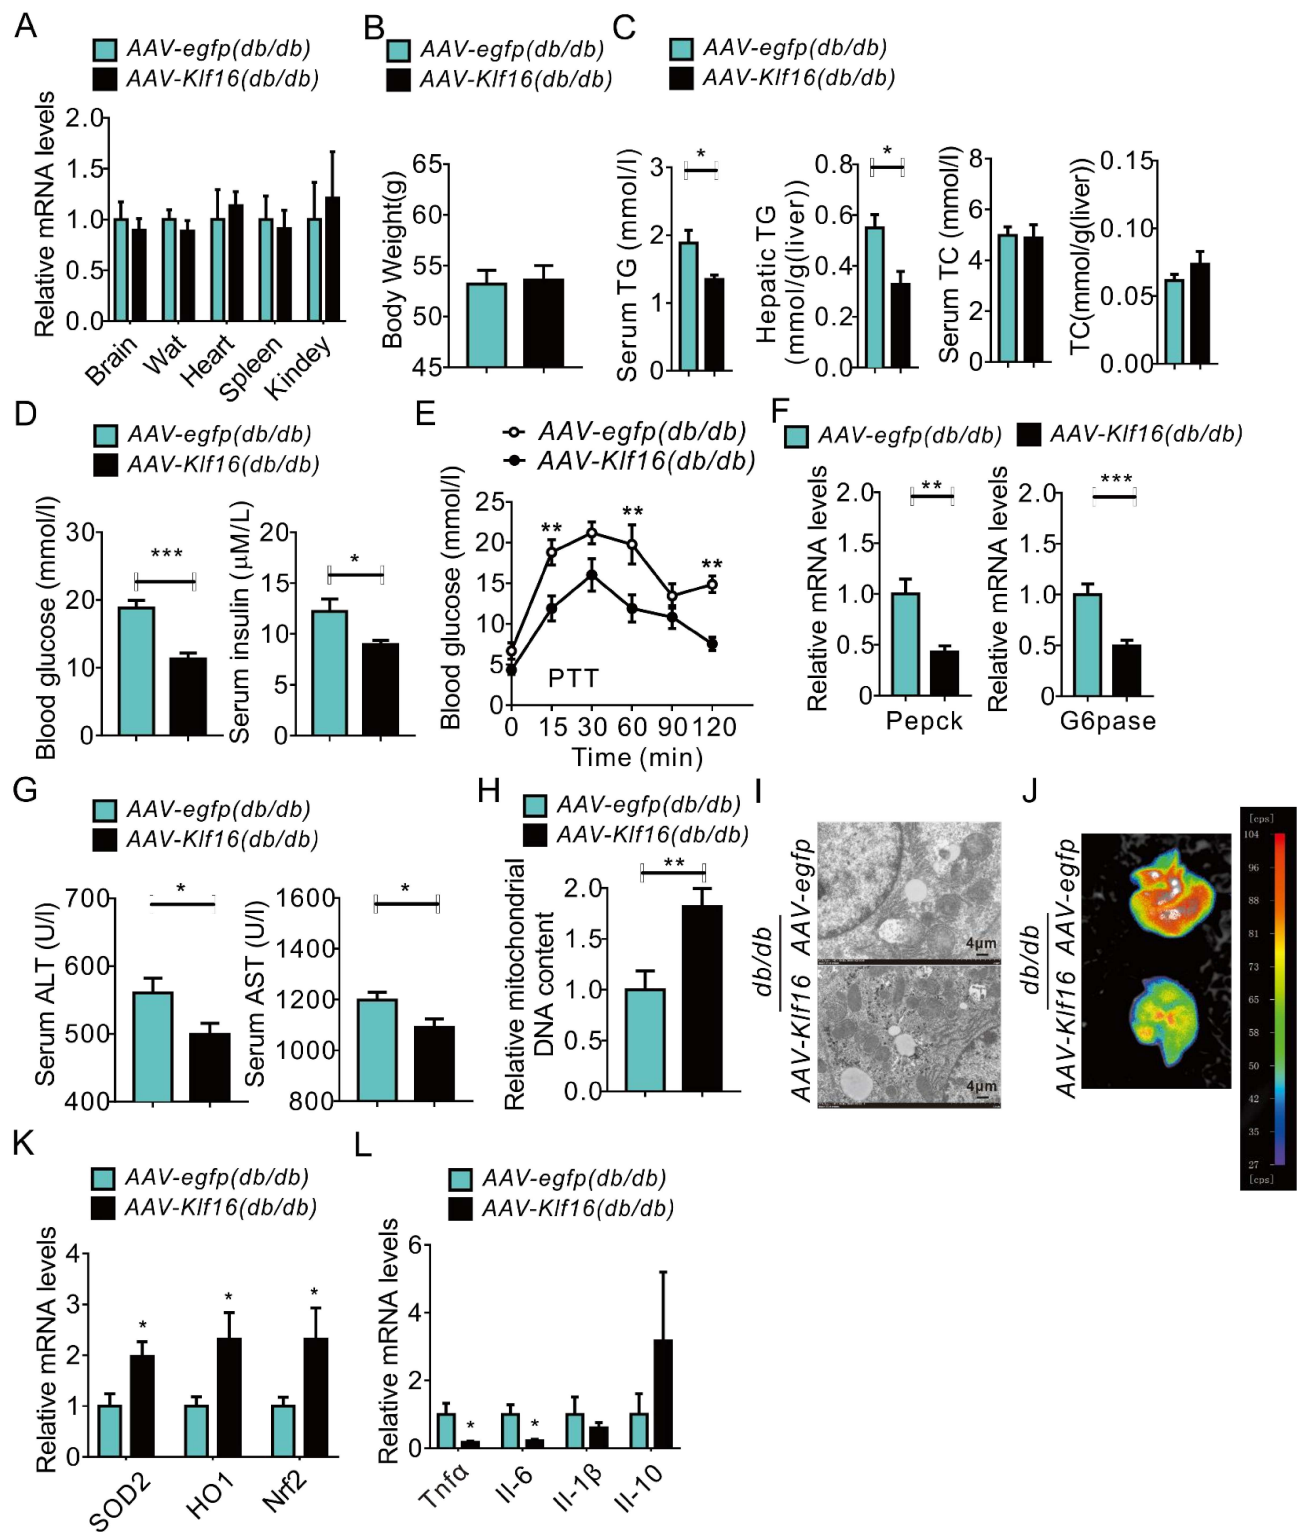 A
AAV-egfp(db/db)
AAV-Klf16(db/db)
Relative mRNA levels
2.0
1.5
1.0
0.5
0.0
Brain
Wat
Heart
Spleen
Kindey
B
AAV-egfp(db/db)
AAV-Klf16(db/db)
Body Weight(g)
65
60
55
50
45
C
AAV-egfp(db/db)
AAV-Klf16(db/db)
Serum TG (mmol/l)
3
2
1
0
*
Hepatic TG
(mmol/g(liver))
0.8
0.6
0.4
0.2
0.0
*
Serum TC (mmol/l)
8
6
4
2
0
TC(mmol/g(liver))
0.15
0.10
0.05
0.00
D
AAV-egfp(db/db)
AAV-Klf16(db/db)
Blood glucose (mmol/l)
30
20
10
0
***
Serum insulin (μM/L)
20
15
10
5
0
*
E
AAV-egfp(db/db)
AAV-Klf16(db/db)
Blood glucose (mmol/l)
25
20
15
10
5
0
** ** **
PTT
0 15 30 60 90 120
Time (min)
F
AAV-egfp(db/db) AAV-Klf16(db/db)
Relative mRNA levels
2.0
1.5
1.0
0.5
0
**
Pepck
Relative mRNA levels
2.0
1.5
1.0
0.5
0
***
G6pase
G
AAV-egfp(db/db)
AAV-Klf16(db/db)
Serum ALT (U/l)
700
600
500
400
*
Serum AST (U/l)
1600
1400
1200
1000
800
*
H
AAV-egfp(db/db)
AAV-Klf16(db/db)
Relative mitochondrial
DNA content
2.0
1.5
1.0
0.5
0.0
**
I
db/db
AAV-egfp
AAV-Klf16
4μm
4μm
J
db/db
AAV-egfp
AAV-Klf16
[cps]
104
96
88
81
73
65
58
50
42
35
27
[cps]
K
AAV-egfp(db/db)
AAV-Klf16(db/db)
Relative mRNA levels
4
3
2
1
0
* * *
SOD2
HO1
Nrf2
L
AAV-egfp(db/db)
AAV-Klf16(db/db)
Relative mRNA levels
6
4
2
0
* *
Tnfα
Il-6
Il-1β
Il-10